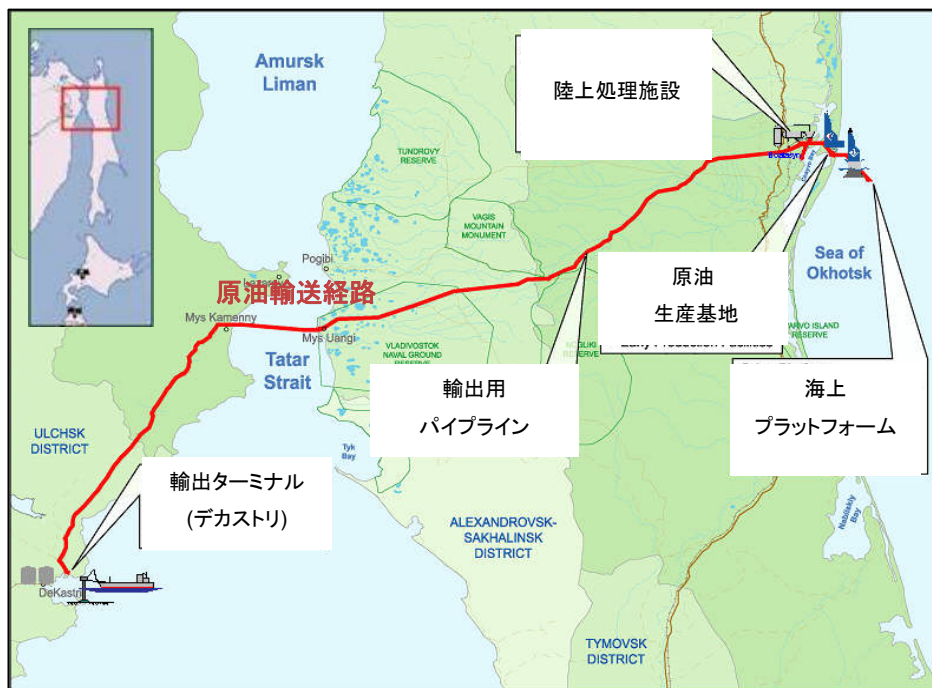 Amursk
Liman
陸上処理施設
TUNDROVY
RESERVE
VAGIS
MOUNTAIN
MONUMENT
Pogibi
Sea of
Okhotsk
原油輸送経路
原油
生産基地
Mys Kamenny
Mys Uangi
Tatar
Strait
VLADIVOSTOK
NAVAL GROUND
RESERVE
RESERVE
輸出用
パイプライン
海上
プラットフォーム
ULCHSK
DISTRICT
Tyk
Bay
輸出ターミナル
(デカストリ)
ALEXANDROVSK-
SAKHALINSK
DISTRICT
Nabilskiy
Bay
DeKastri
TYMOVSK
DISTRICT